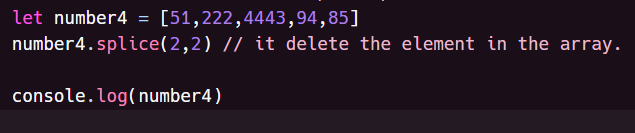 let number4 = [51,222,4443,94,85]
number4.splice(2,2) // it delete the element in the array.
console.log(number4)